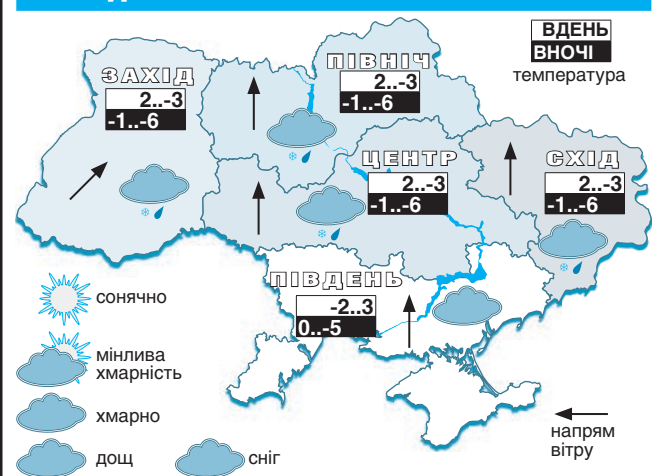 ВДЕНЬ
ВНОЧІ
температура
ЗАХІД
2..-3
-1..-6
ПІВНІЧ
2..-3
-1..-6
ЦЕНТР
2..-3
-1..-6
СХІД
2..-3
-1..-6
ПІВДЕНЬ
-2..3
0..-5
сонячно
мінлива
хмарність
хмарно
дощ
сніг
напрям
вітру